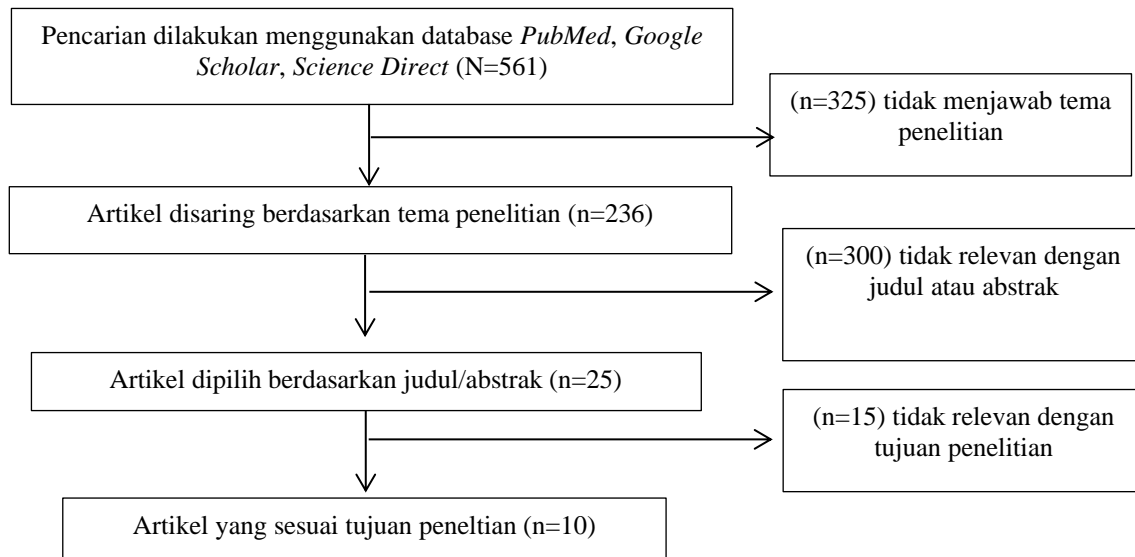 Pencarian dilakukan menggunakan database PubMed, Google
Scholar, Science Direct (N=561)
(n=325) tidak menjawab tema
penelitian
Artikel disaring berdasarkan tema penelitian (n=236)
(n=300) tidak relevan dengan
judul atau abstrak
Artikel dipilih berdasarkan judul/abstrak (n=25)
(n=15) tidak relevan dengan
tujuan penelitian
Artikel yang sesuai tujuan peneltian (n=10)